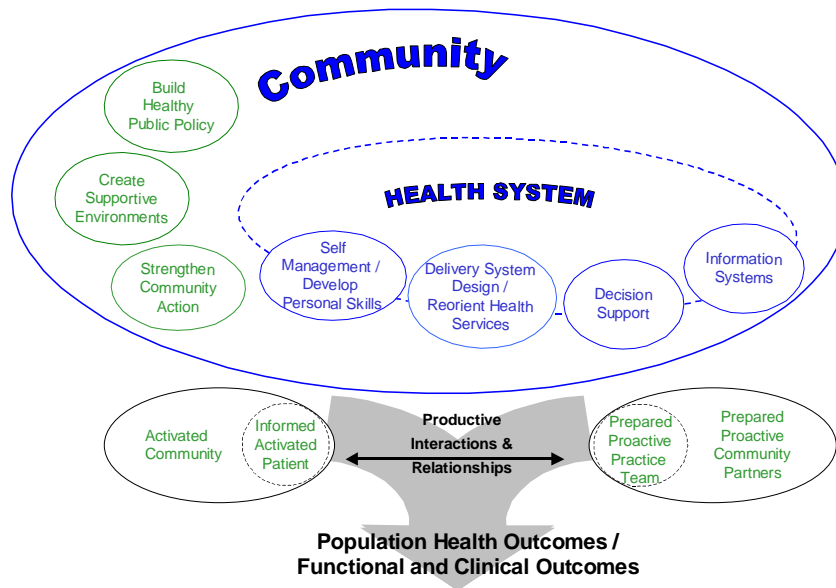 Community
Build
Healthy
Public Policy
HEALTH SYSTEM
Create
Supportive
Environments
Strengthen
Community
Action
Self
Management /
Develop
Personal Skills
Delivery System
Design /
Reorient Health
Services
Decision
Support
Information
Systems
Activated
Community
Informed
Activated
Patient
Productive
Interactions &
Relationships
Prepared
Proactive
Practice
Team
Prepared
Proactive
Community
Partners
Population Health Outcomes /
Functional and Clinical Outcomes